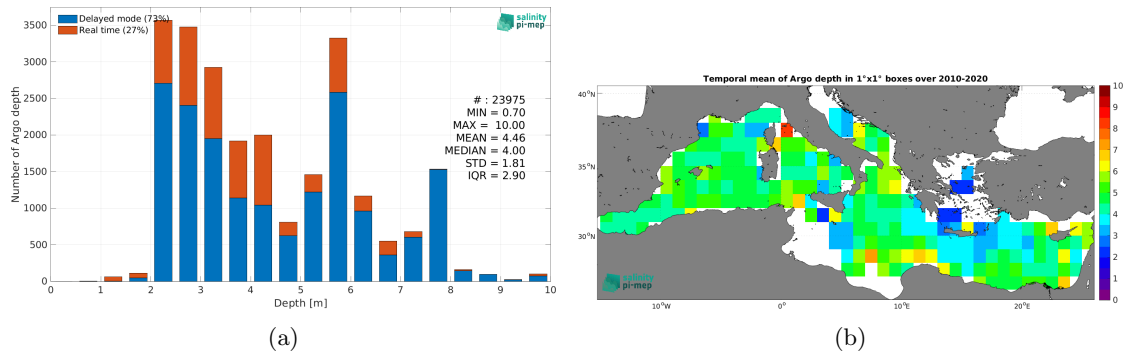 Delayed mode (73%)
Real time (27%)
salinity
pi-mep
3500
3000
2500
2000
1500
1000
500
0
Number of Argo depth
# : 23975
MIN = 0.70
MAX = 10.00
MEAN = 4.46
MEDIAN = 4.00
STD = 1.81
IQR = 2.90
0 1 2 3 4 5 6 7 8 9 10
Depth [m]
(a)
Temporal mean of Argo depth in 1°x1° boxes over 2010-2020
40°N
35°N
30°N
10°W 0° 10°E 20°E
10
9
8
7
6
5
4
3
2
1
0
salinity
pi-mep
(b)